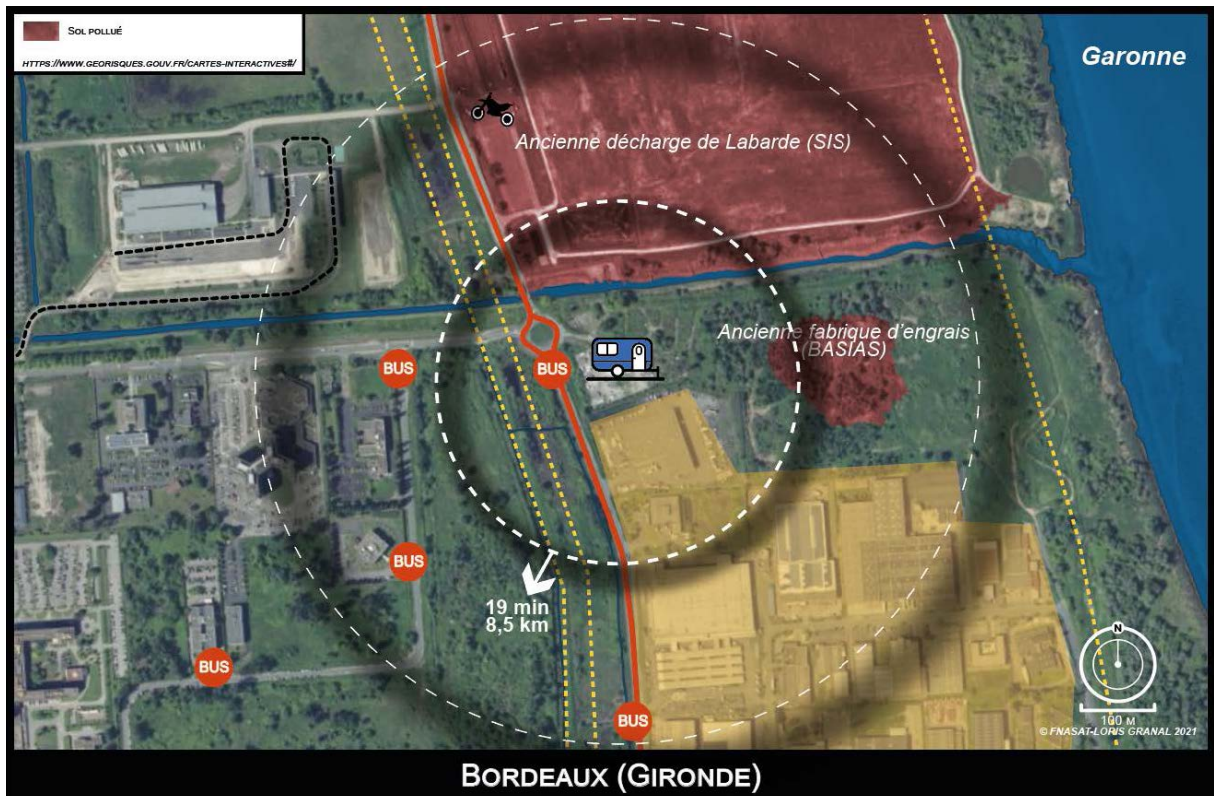 SOL POLLUÉ
HTTPS://WWW.GEORISQUES.GOUV.FR/CARTES-INTERACTIVES#/
Garonne
Ancienne décharge de Labarde (SIS)
Ancienne fabrique d'engrais
(BASIAS)
BUS
BUS
BUS
19 min
8,5 km
BUS
BUS
N
100 M
© FNASAT-LORIS GRANAL 2021
BORDEAUX (GIRONDE)